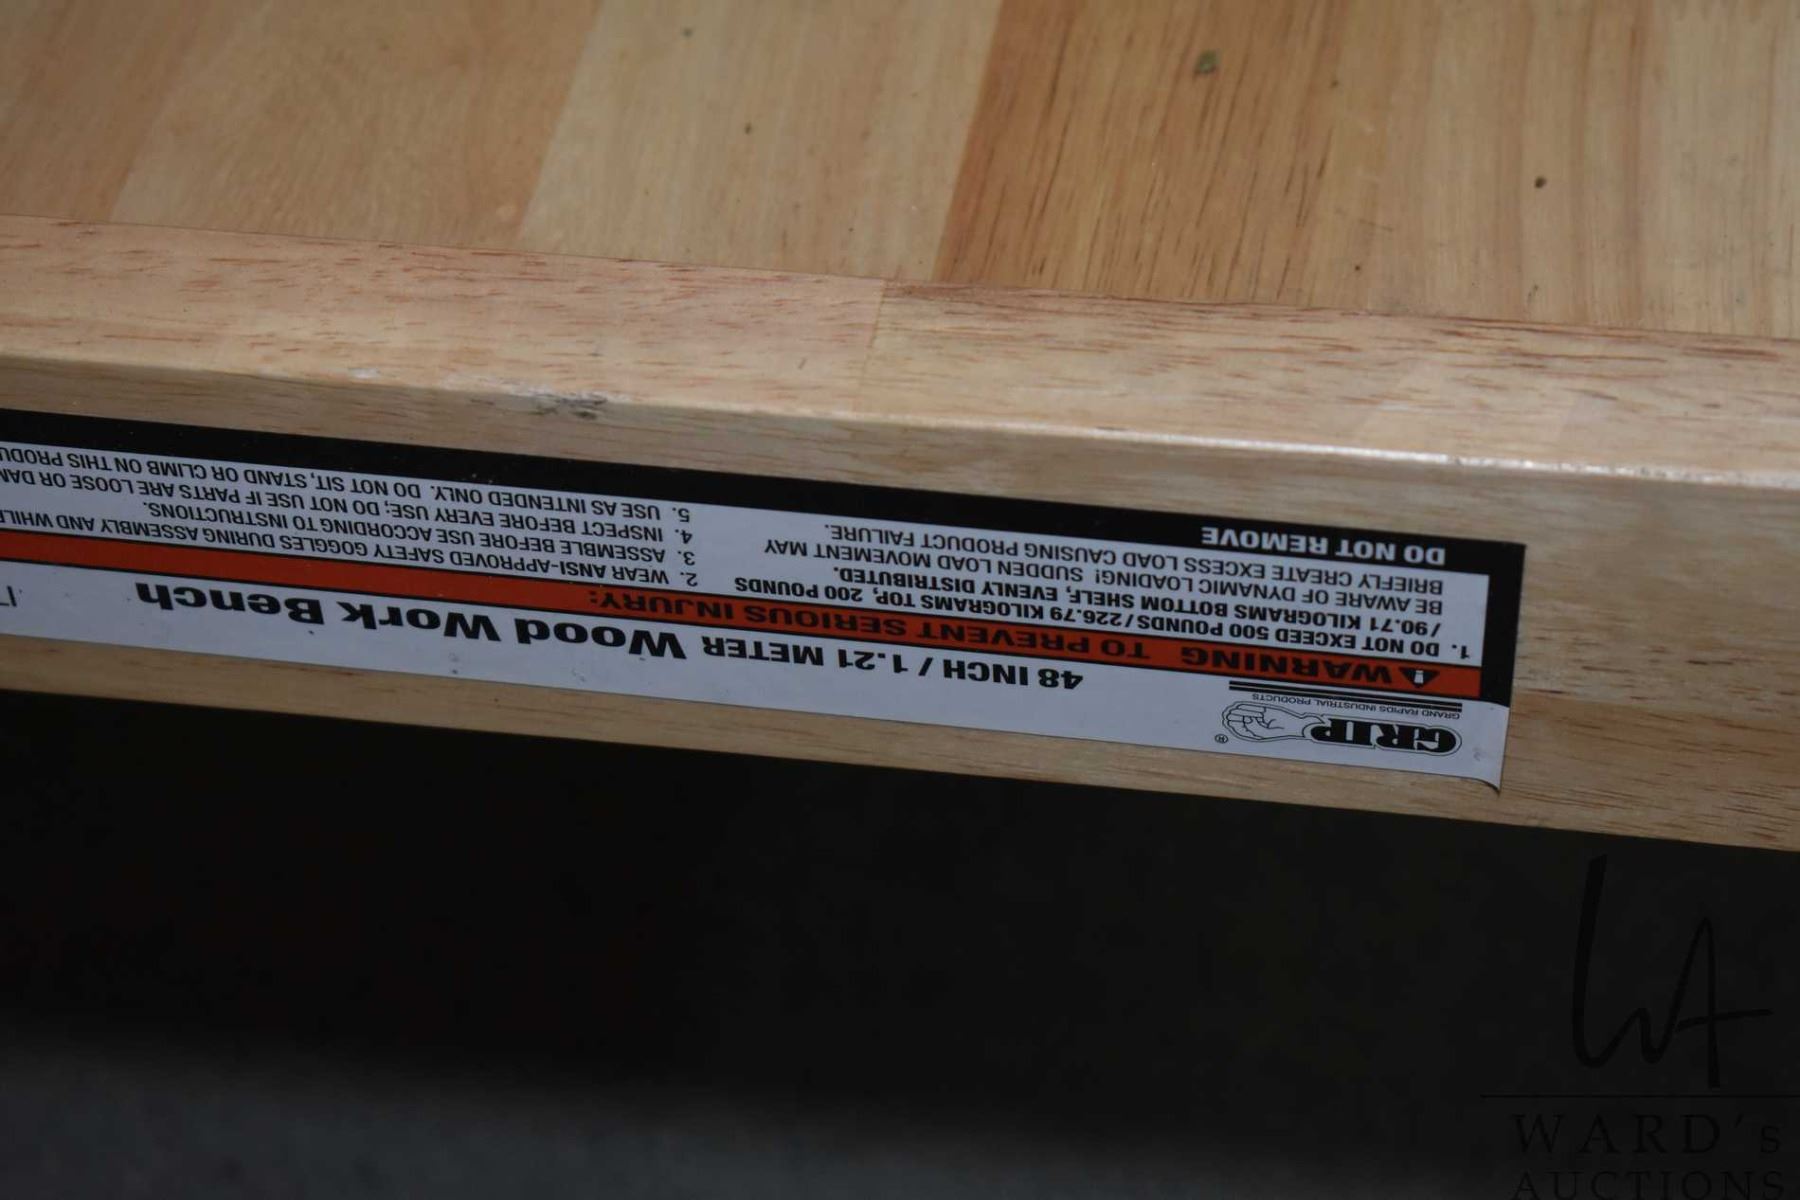 GRIP®
GRAND RAPIDS INDUSTRIAL PRODUCTS
48 INCH / 1.21 METER Wood Work Bench
WARNING TO PREVENT SERIOUS INJURY:
1. DO NOT EXCEED 500 POUNDS/226.79 KILOGRAMS TOP, 200 POUNDS
/90.71 KILOGRAMS BOTTOM SHELF, EVENLY DISTRIBUTED.
BE AWARE OF DYNAMIC LOADING! SUDDEN LOAD MOVEMENT MAY
BRIEFLY CREATE EXCESS LOAD CAUSING PRODUCT FAILURE.
DO NOT REMOVE
2. WEAR ANSI-APPROVED SAFETY GOGGLES DURING ASSEMBLY AND
3. ASSEMBLE BEFORE USE ACCORDING TO INSTRUCTIONS.
4. INSPECT BEFORE EVERY USE; DO NOT USE IF PARTS ARE LOOSE OR
5. USE AS INTENDED ONLY. DO NOT SIT, STAND OR CLIMB ON THIS
WA
WARD's
AUCTIONS